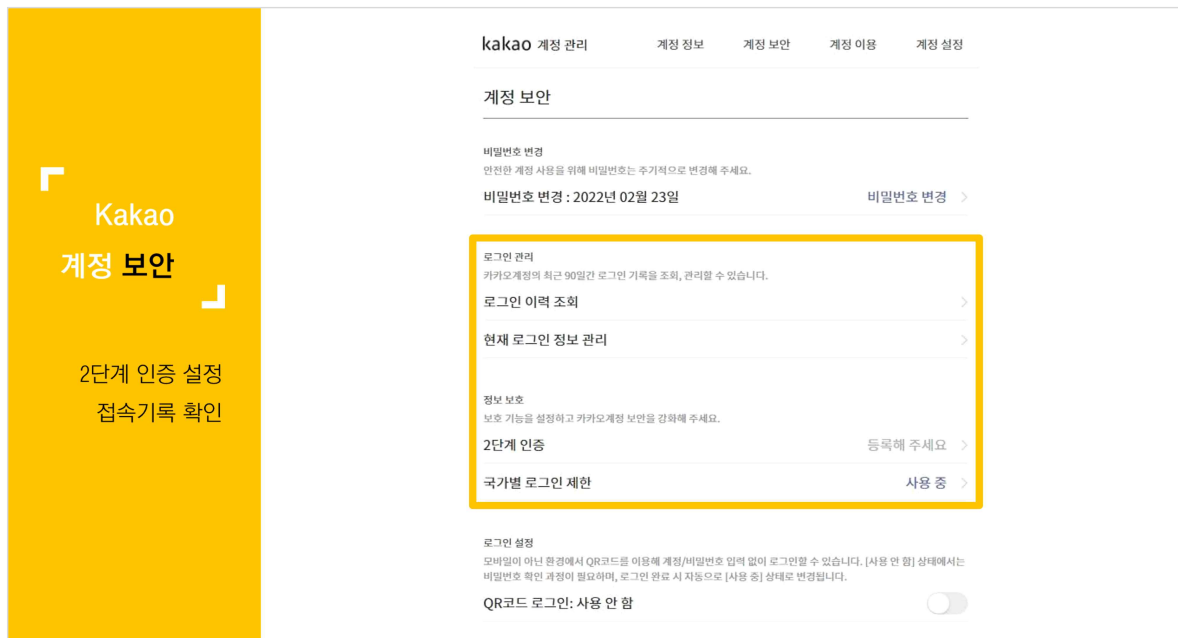 Kakao
계정 보안
2단계 인증 설정
접속기록 확인
kakao 계정 관리 계정 정보 계정 보안 계정 이용 계정 설정
계정 보안
비밀번호 변경
안전한 계정 사용을 위해 비밀번호는 주기적으로 변경해 주세요.
비밀번호 변경 : 2022년 02월 23일 비밀번호 변경
로그인 관리
카카오계정의 최근 90일간 로그인 기록을 조회, 관리할 수 있습니다.
로그인 이력 조회
현재 로그인 정보 관리
정보 보호
보호 기능을 설정하고 카카오계정 보안을 강화해 주세요.
2단계 인증 등록해 주세요
국가별 로그인 제한 사용 중
로그인 설정
모바일이 아닌 환경에서 QR코드를 이용해 계정/비밀번호 입력 없이 로그인할 수 있습니다. [사용 안 함] 상태에서는
비밀번호 확인 과정이 필요하며, 로그인 완료 시 자동으로 [사용 중] 상태로 변경됩니다.
QR코드 로그인: 사용 안 함